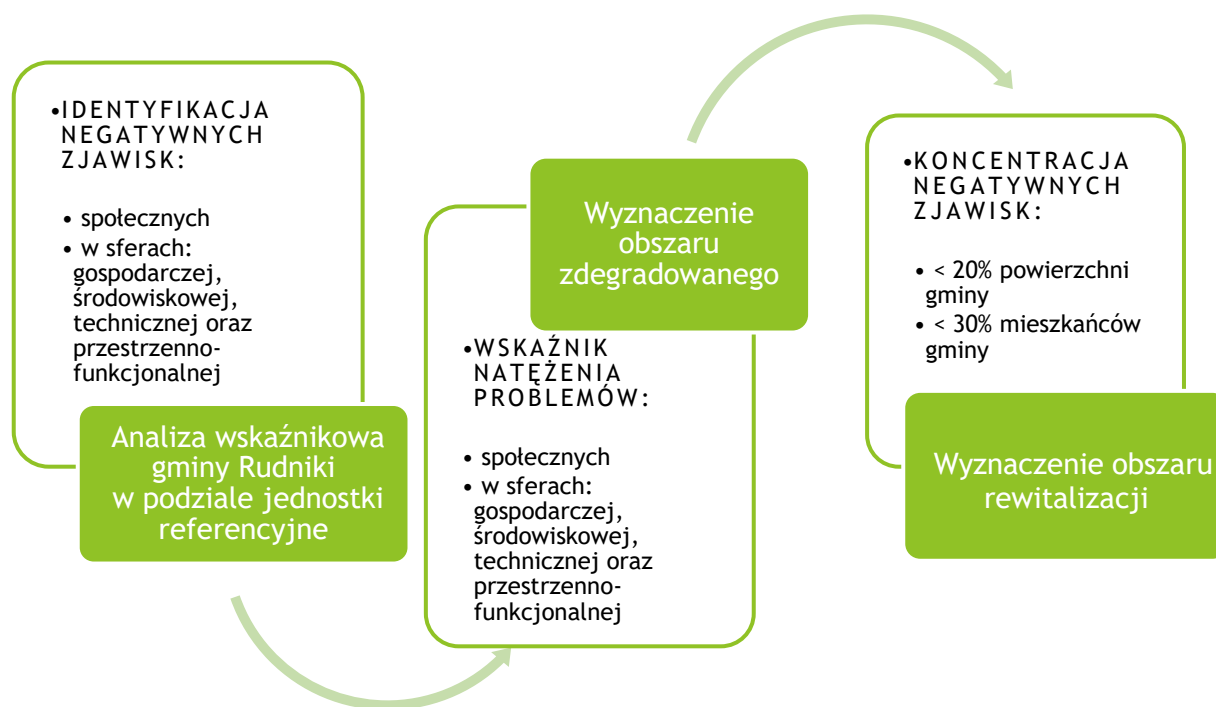 •IDENTYFIKACJA
NEGATYWNYCH
ZJAWISK:
• społecznych
• w sferach:
gospodarczej,
środowiskowej,
technicznej oraz
przestrzenno-
funkcjonalnej
Analiza wskaźnikowa
gminy Rudniki
w podziale jednostki
referencyjne
Wyznaczenie
obszaru
zdegradowanego
•WSKAŹNIK
NATĘŻENIA
PROBLEMÓW:
• społecznych
• w sferach:
gospodarczej,
środowiskowej,
technicznej oraz
przestrzenno-
funkcjonalnej
•KONCENTRACJA
NEGATYWNYCH
ZJAWISK:
• < 20% powierzchni
gminy
• < 30% mieszkańców
gminy
Wyznaczenie obszaru
rewitalizacji